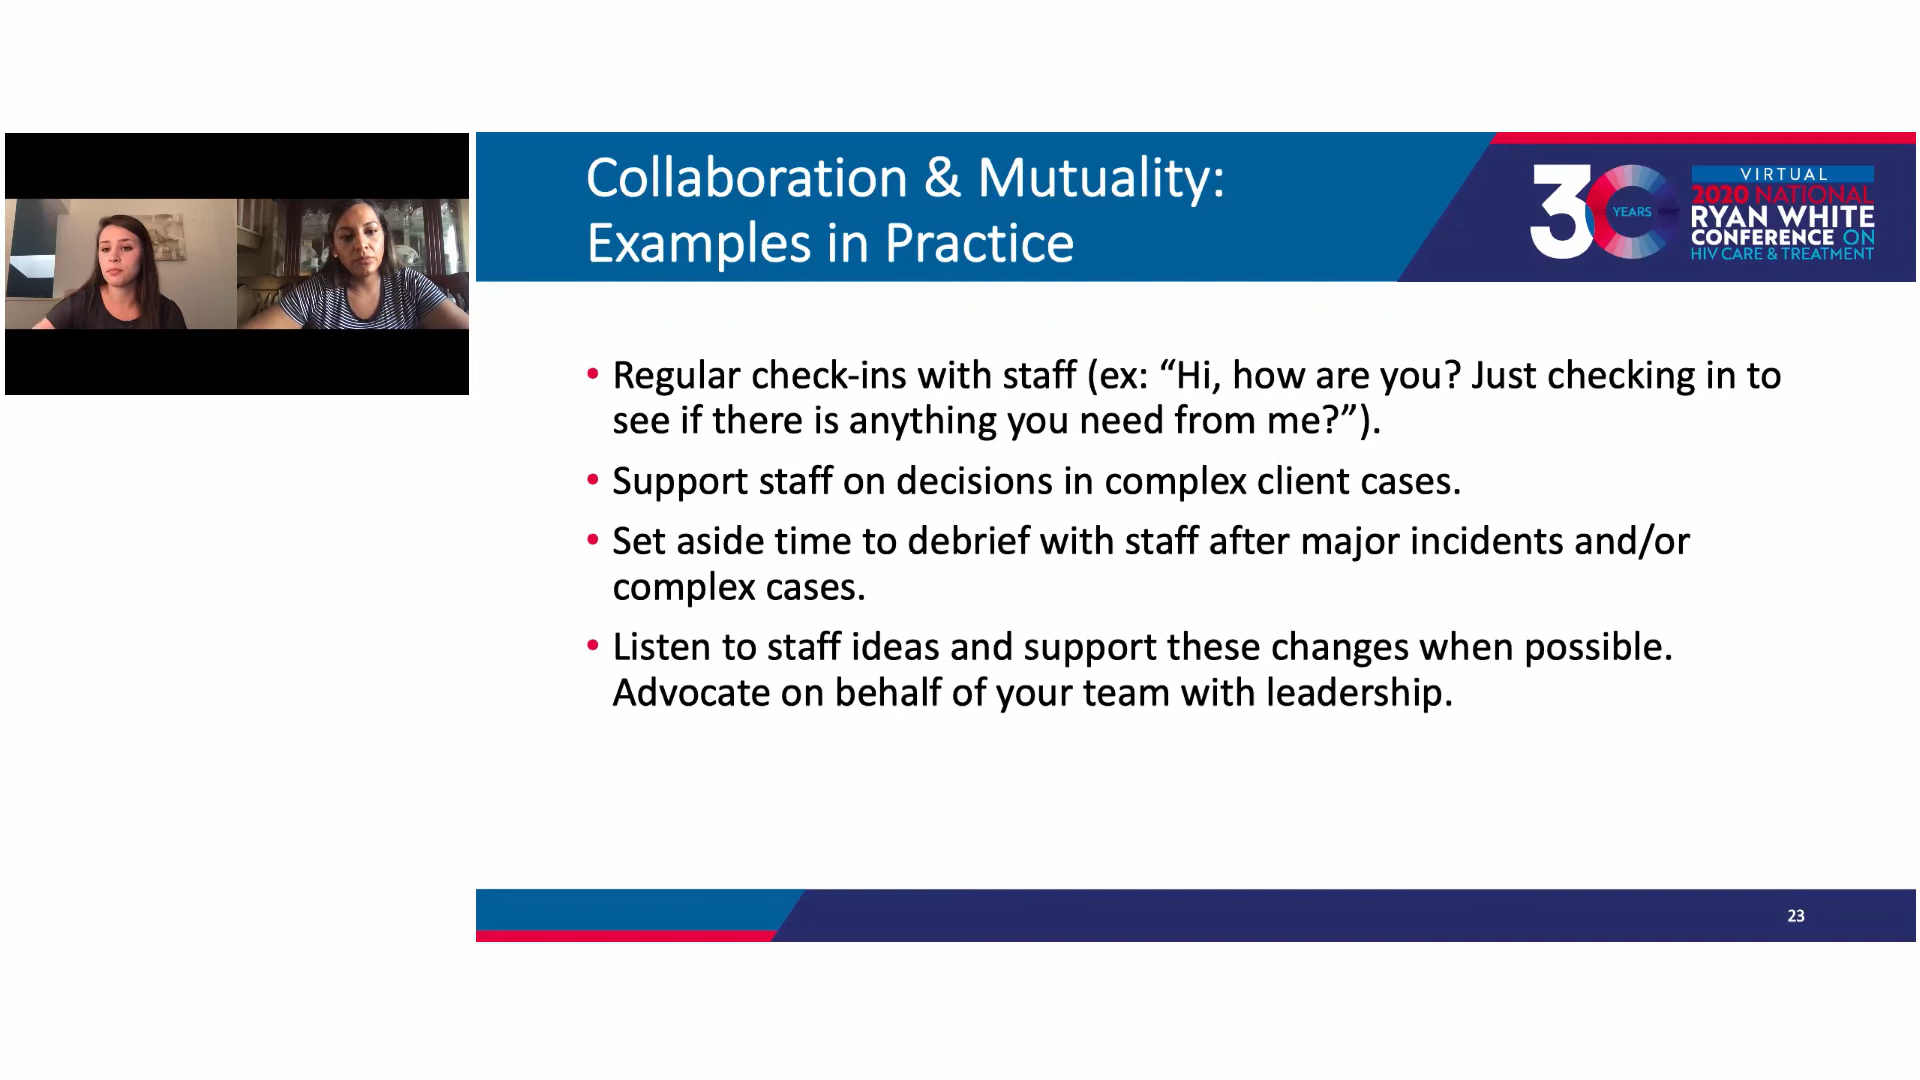 Collaboration & Mutuality:
Examples in Practice
30
YEARS
VIRTUAL
2020 NATIONAL
RYAN WHITE
CONFERENCE ON
HIV CARE & TREATMENT
• Regular check-ins with staff (ex: “Hi, how are you? Just checking in to
see if there is anything you need from me?”).
• Support staff on decisions in complex client cases.
• Set aside time to debrief with staff after major incidents and/or
complex cases.
• Listen to staff ideas and support these changes when possible.
Advocate on behalf of your team with leadership.
23